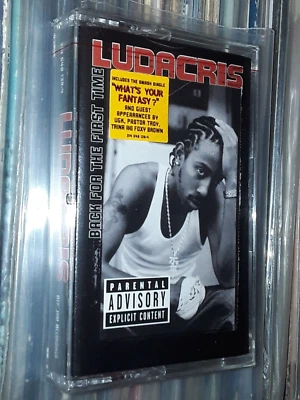 LUDACRIS
BACK FOR THE FIRST TIME
INCLUDES THE SMASH SINGLE
"WHAT'S YOUR
FANTASY?"
AND GUEST
APPEARANCES BY
UGK, PASTOR TROY,
TRINA AND FOXY BROWN
PARENTAL
ADVISORY
EXPLICIT CONTENT
LUDACRIS